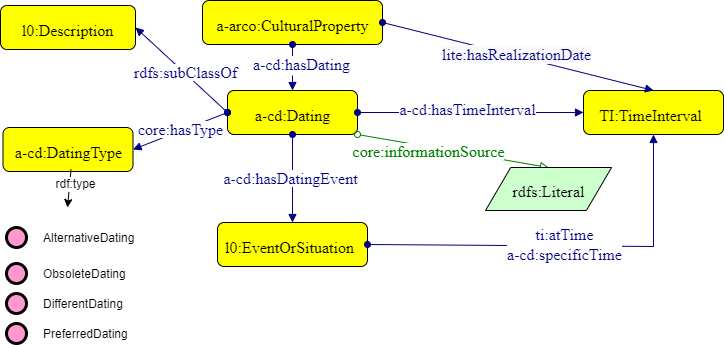 l0:Description
a-arco:CulturalProperty
lite:hasRealizationDate
rdfs:subClassOf
a-cd:hasDating
a-cd:Dating
a-cd:hasTimeInterval
TI:TimeInterval
core:hasType
a-cd:DatingType
core:informationSource
rdf:type
a-cd:hasDatingEvent
rdfs:Literal
AlternativeDating
l0:EventOrSituation
ti:atTime
a-cd:specificTime
ObsoleteDating
DifferentDating
PreferredDating